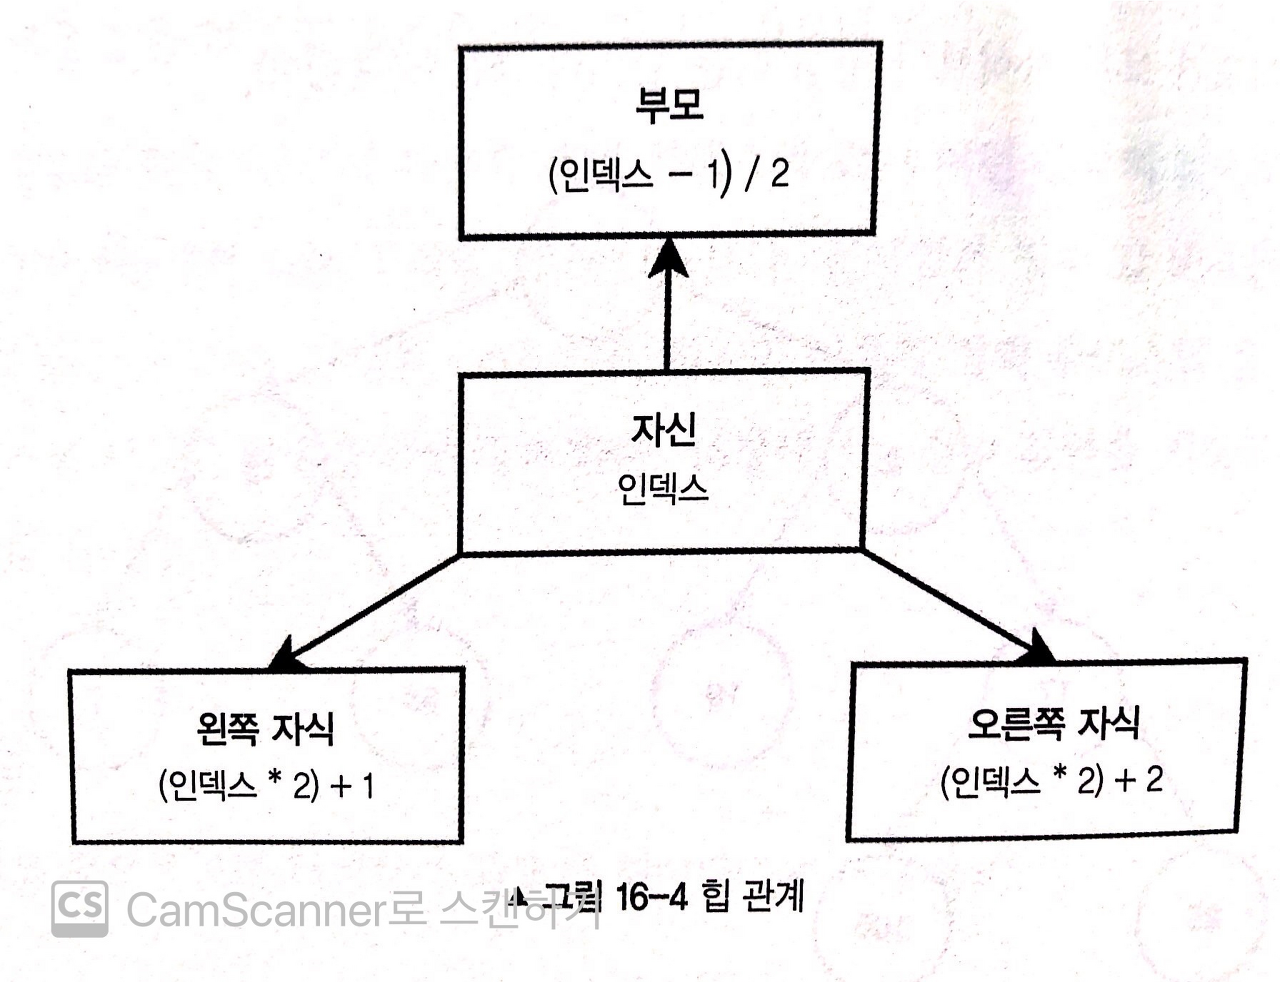 부모
(인덱스 – 1) / 2
자신
인덱스
왼쪽 자식
(인덱스 * 2) + 1
오른쪽 자식
(인덱스 * 2) + 2
▲ 그림 16–4 힙 관계
CS CamScanner로 스캔하기